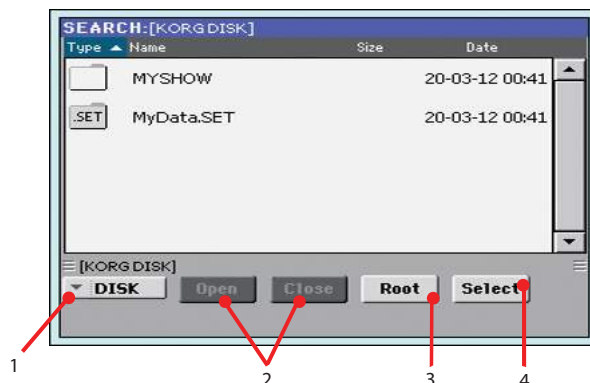 SEARCH:[KORG DISK]
Type Name Size Date
MYSHOW 20-03-12 00:41
.SET MyData.SET 20-03-12 00:41
[KORG DISK]
DISK Open Close Root Select
1 2 3 4